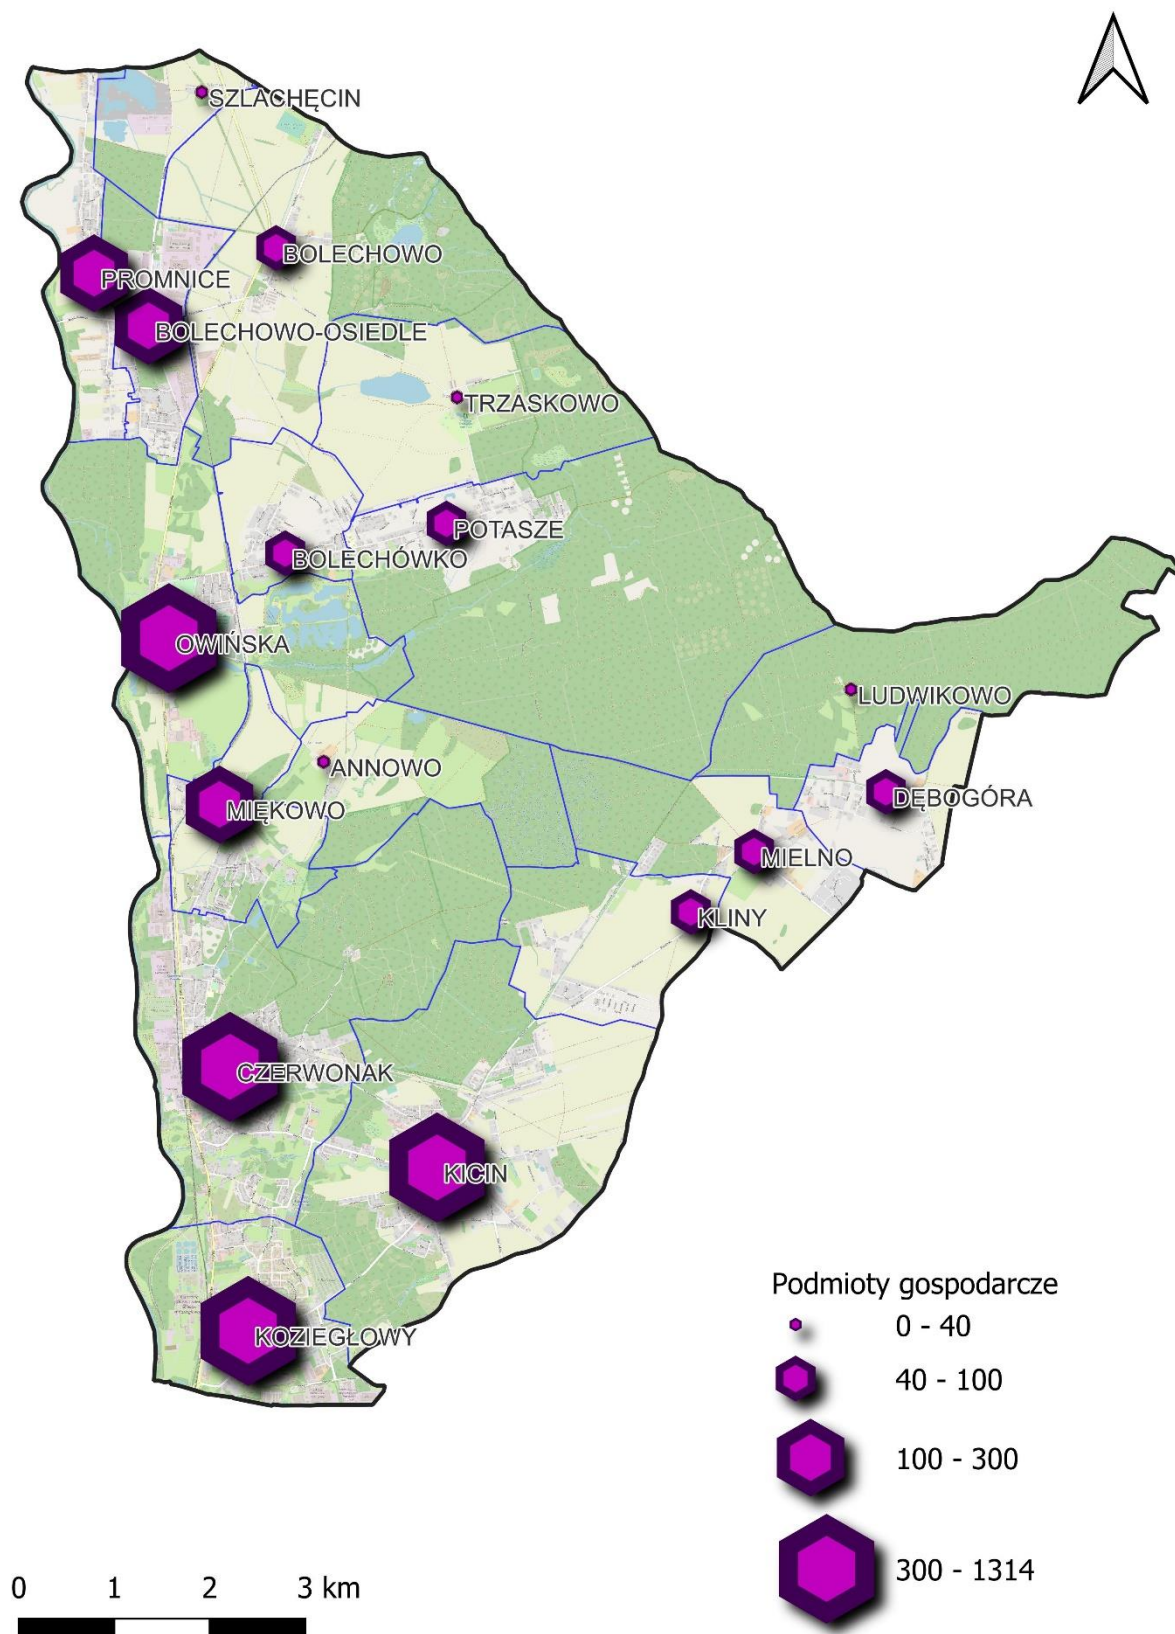 SZLACHĘCIN
BOLECHOWO
PROMNICE
BOLECHOWO-OSIEDLE
TRZASKOWO
POTASZE
BOLECHÓWKO
OWIŃSKA
LUDWIKOWO
ANNOWO
DĘBOGÓRA
MIĘKOWO
MIELNO
KLINY
CZERWONAK
KICIN
KOZIEGŁOWY
Podmioty gospodarcze
0 - 40
40 - 100
100 - 300
300 - 1314
0 1 2 3 km